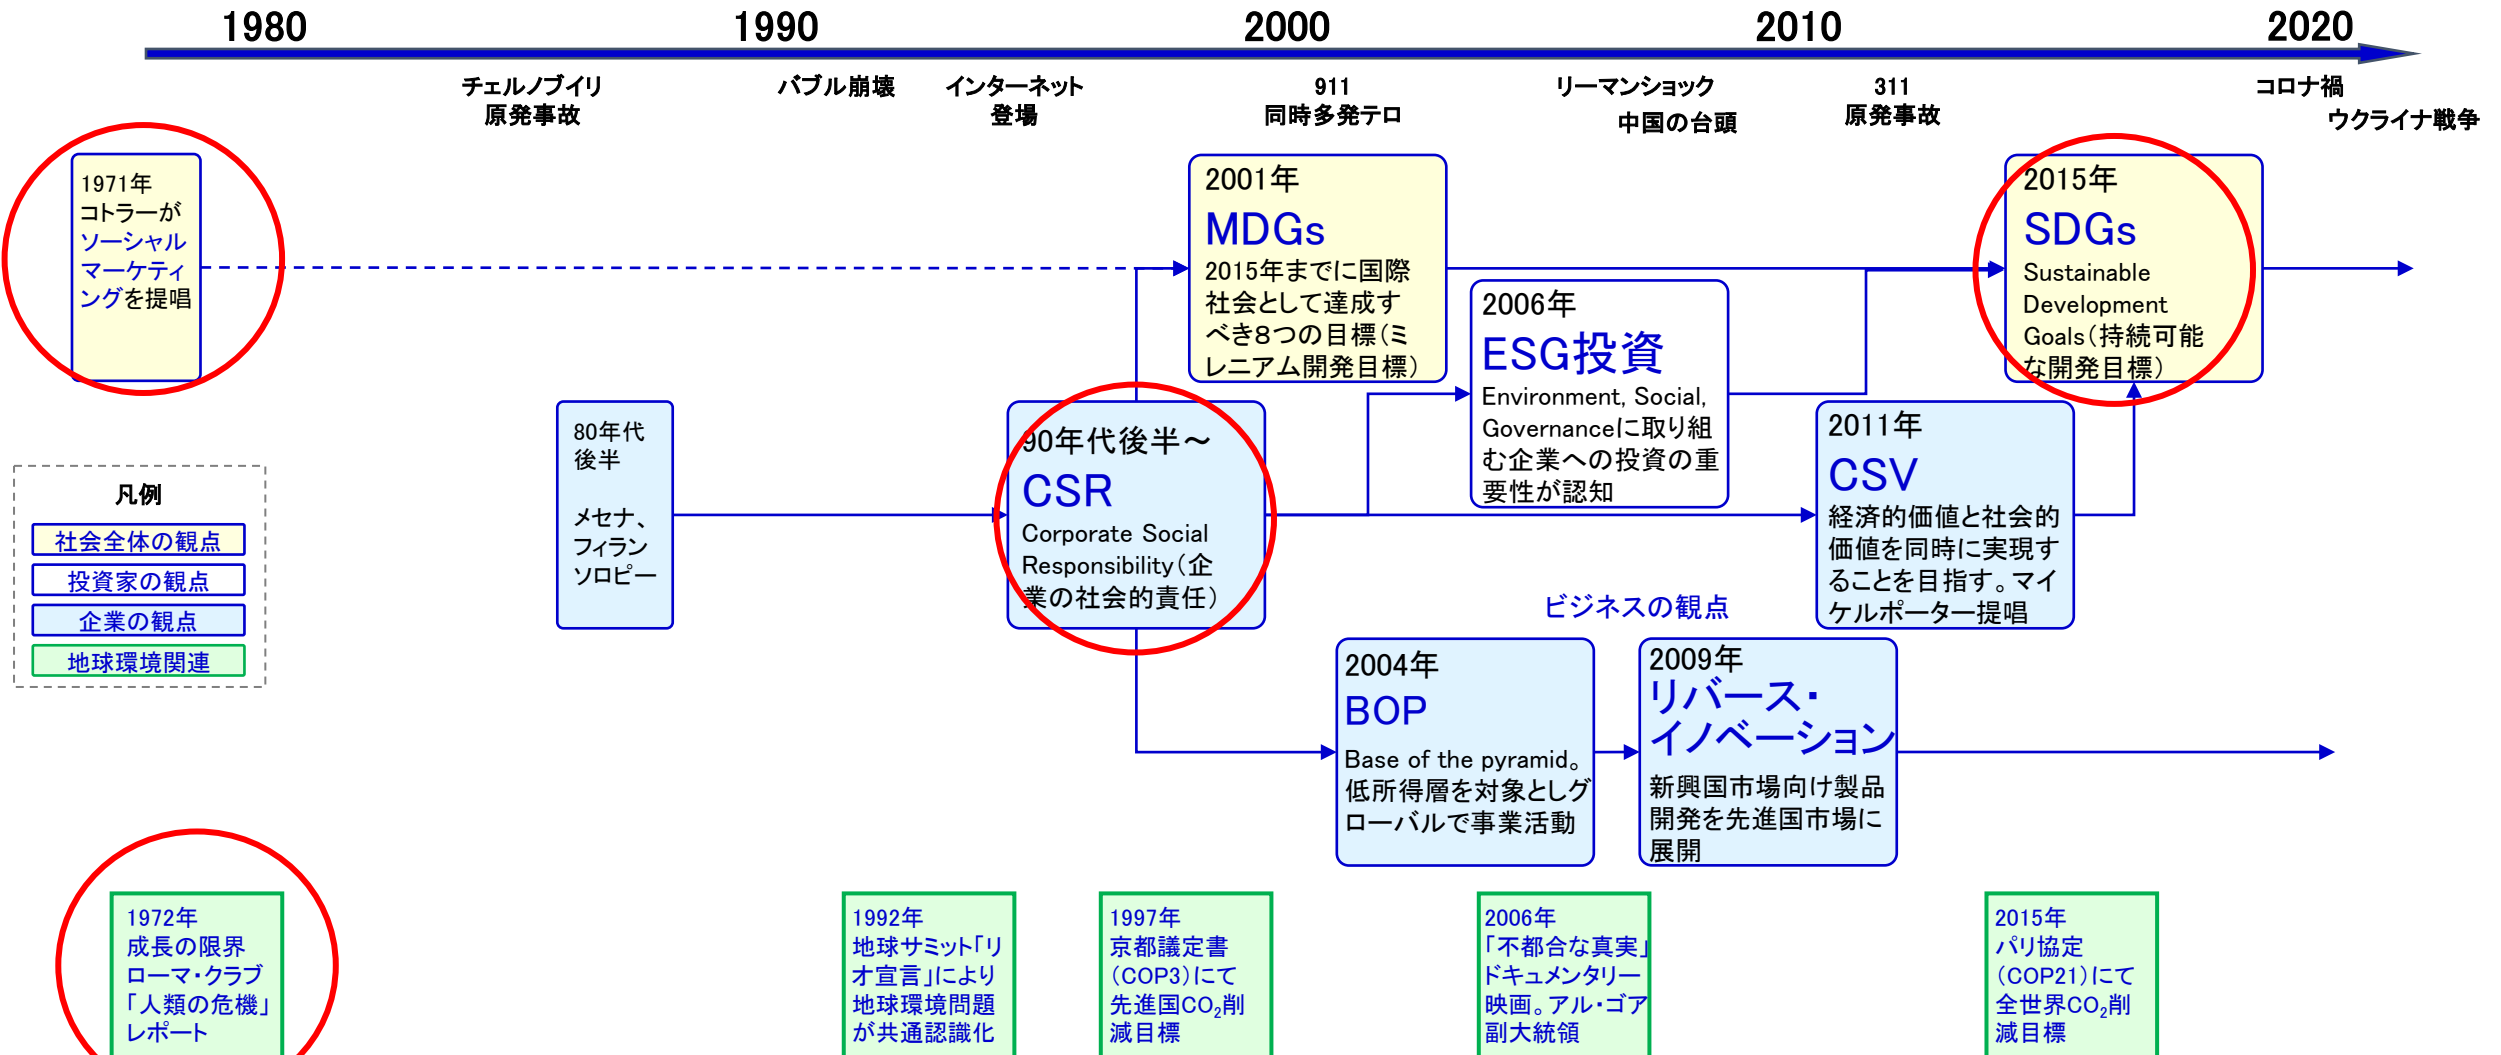 1980
1990
2000
2010
2020
チェルノブイリ
原発事故
バブル崩壊
インターネット
登場
911
同時多発テロ
リーマンショック
中国の台頭
311
原発事故
コロナ禍
ウクライナ戦争
1971年
コトラーが
ソーシャル
マーケティ
ングを提唱
2001年
MDGs
2015年までに国際
社会として達成す
べき8つの目標（ミ
レニアム開発目標）
2015年
SDGs
Sustainable
Development
Goals（持続可能
な開発目標）
2006年
ESG投資
Environment, Social,
Governanceに取り組
む企業への投資の重
要性が認知
80年代
後半
メセナ、
フィラン
ソロピー
90年代後半～
CSR
Corporate Social
Responsibility（企
業の社会的責任）
2011年
CSV
経済的価値と社会的
価値を同時に実現す
ることを目指す。マイ
ケルポーター提唱
凡例
社会全体の観点
投資家の観点
企業の観点
地球環境関連
ビジネスの観点
2004年
BOP
Base of the pyramid。
低所得層を対象としグ
ローバルで事業活動
2009年
リバース・
イノベーション
新興国市場向け製品
開発を先進国市場に
展開
1972年
成長の限界
ローマ・クラブ
「人類の危機」
レポート
1992年
地球サミット「リ
オ宣言」により
地球環境問題
が共通認識化
1997年
京都議定書
（COP3）にて
先進国CO₂削
減目標
2006年
「不都合な真実」
ドキュメンタリー
映画。アル・ゴア
副大統領
2015年
パリ協定
（COP21）にて
全世界CO₂削
減目標